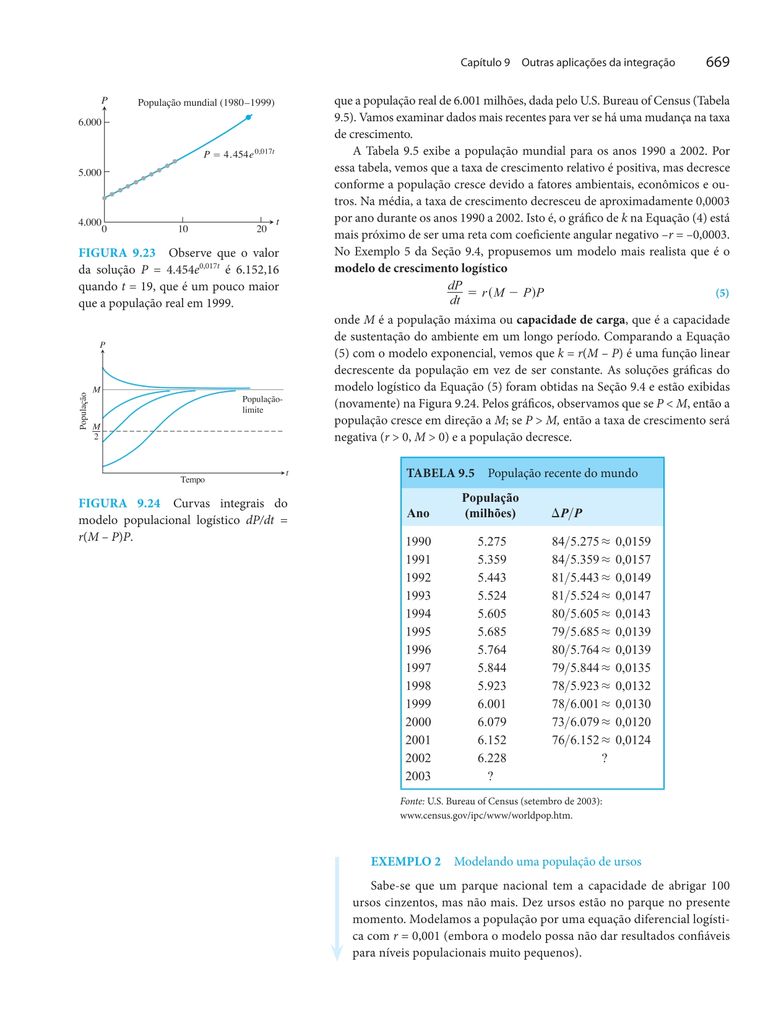 Capítulo 9 Outras aplicações da integração 669
P
População mundial (1980–1999)
6.000
P = 4.454e^0,017t
5.000
4.000
0 10 20 t
FIGURA 9.23 Observe que o valor
da solução P = 4.454e^0,017t é 6.152,16
quando t = 19, que é um pouco maior
que a população real em 1999.
P
M
População-
limite
População
M
2
t
Tempo
FIGURA 9.24 Curvas integrais do
modelo populacional logístico dP/dt =
r(M – P)P.
que a população real de 6.001 milhões, dada pelo U.S. Bureau of Census (Tabela
9.5). Vamos examinar dados mais recentes para ver se há uma mudança na taxa
de crescimento.
A Tabela 9.5 exibe a população mundial para os anos 1990 a 2002. Por
essa tabela, vemos que a taxa de crescimento relativo é positiva, mas decresce
conforme a população cresce devido a fatores ambientais, econômicos e ou-
tros. Na média, a taxa de crescimento decresceu de aproximadamente 0,0003
por ano durante os anos 1990 a 2002. Isto é, o gráfico de k na Equação (4) está
mais próximo de ser uma reta com coeficiente angular negativo –r = –0,0003.
No Exemplo 5 da Seção 9.4, propusemos um modelo mais realista que é o
modelo de crescimento logístico
dP/dt = r(M − P)P (5)
onde M é a população máxima ou capacidade de carga, que é a capacidade
de sustentação do ambiente em um longo período. Comparando a Equação
(5) com o modelo exponencial, vemos que k = r(M – P) é uma função linear
decrescente da população em vez de ser constante. As soluções gráficas do
modelo logístico da Equação (5) foram obtidas na Seção 9.4 e estão exibidas
(novamente) na Figura 9.24. Pelos gráficos, observamos que se P < M, então a
população cresce em direção a M; se P > M, então a taxa de crescimento será
negativa (r > 0, M > 0) e a população decresce.
TABELA 9.5 População recente do mundo
População
Ano (milhões) ΔP/P
1990 5.275 84/5.275 ≈ 0,0159
1991 5.359 84/5.359 ≈ 0,0157
1992 5.443 81/5.443 ≈ 0,0149
1993 5.524 81/5.524 ≈ 0,0147
1994 5.605 80/5.605 ≈ 0,0143
1995 5.685 79/5.685 ≈ 0,0139
1996 5.764 80/5.764 ≈ 0,0139
1997 5.844 79/5.844 ≈ 0,0135
1998 5.923 78/5.923 ≈ 0,0132
1999 6.001 78/6.001 ≈ 0,0130
2000 6.079 73/6.079 ≈ 0,0120
2001 6.152 76/6.152 ≈ 0,0124
2002 6.228 ?
2003 ?
Fonte: U.S. Bureau of Census (setembro de 2003):
www.census.gov/ipc/www/worldpop.htm.
EXEMPLO 2 Modelando uma população de ursos
Sabe-se que um parque nacional tem a capacidade de abrigar 100
ursos cinzentos, mas não mais. Dez ursos estão no parque no presente
momento. Modelamos a população por uma equação diferencial logísti-
ca com r = 0,001 (embora o modelo possa não dar resultados confiáveis
para níveis populacionais muito pequenos).